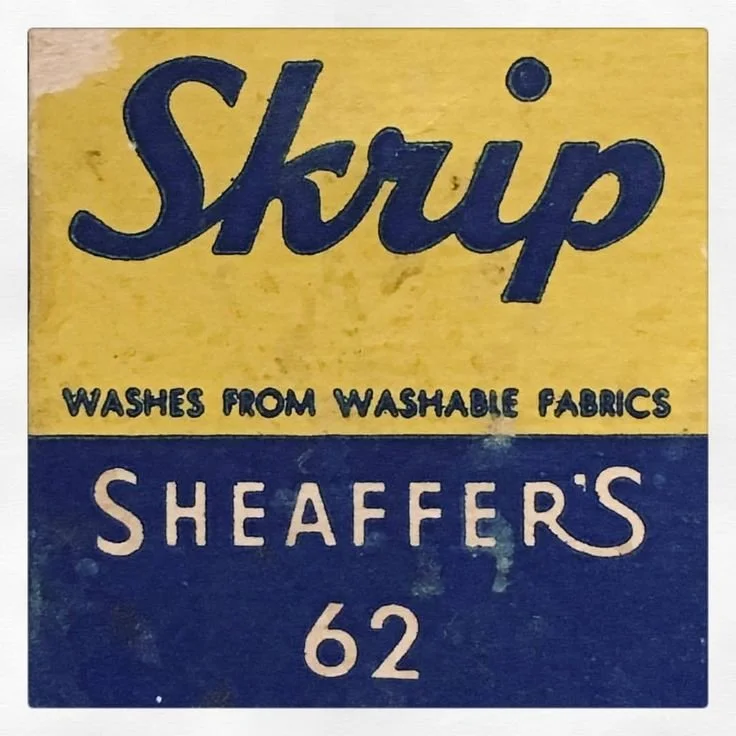 Skrip
WASHES FROM WASHABLE FABRICS
SHEAFFER'S
62